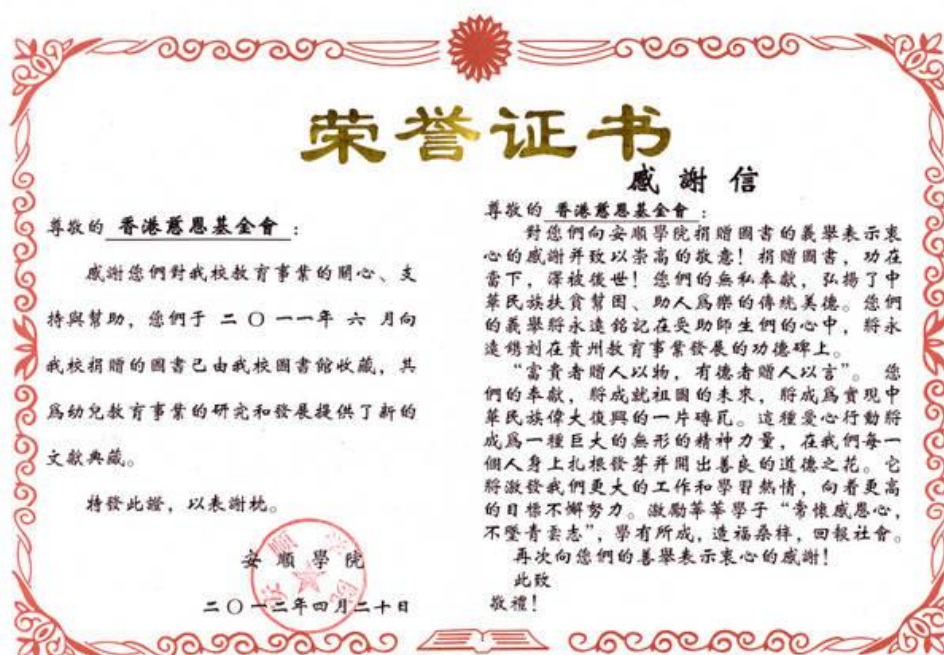 荣誉证书
尊敬的 香港慈恩基金會：
感謝您們對我校教育事業的關心、支
持與幫助，您們于 二〇一一年 六 月向
我校捐贈的圖書已由我校圖書館收藏，其
爲幼兒教育事業的研究和發展提供了新的
文獻典藏。
特發此證，以表謝忱。
安順學院
二〇一二年四月二十日
感謝信
尊敬的 香港慈恩基金會：
對您們向安順學院捐贈圖書的義舉表示衷
心的感謝并致以崇高的敬意！捐贈圖書，功在
當下，澤被後世！您們的無私奉獻，弘揚了中
華民族扶貧幫困、助人爲樂的傳統美德。您們
的義舉將永遠銘記在受助師生們的心中，將永
遠鎸刻在貴州教育事業發展的功德碑上。
“富貴者贈人以物，有德者贈人以言”。您
們的奉獻，將成就祖國的未來，將成爲實現中
華民族偉大復興的一片磚瓦。這種愛心行動將
成爲一種巨大的無形的精神力量，在我們每一
個人身上扎根發芽并開出善良的道德之花。它
將激發我們更大的工作和學習熱情，向着更高
的目標不懈努力。激勵莘莘學子“常懷感恩心，
不墜青雲志”，學有所成，造福桑梓，回報社會。
再次向您們的善舉表示衷心的感謝！
此致
敬禮！